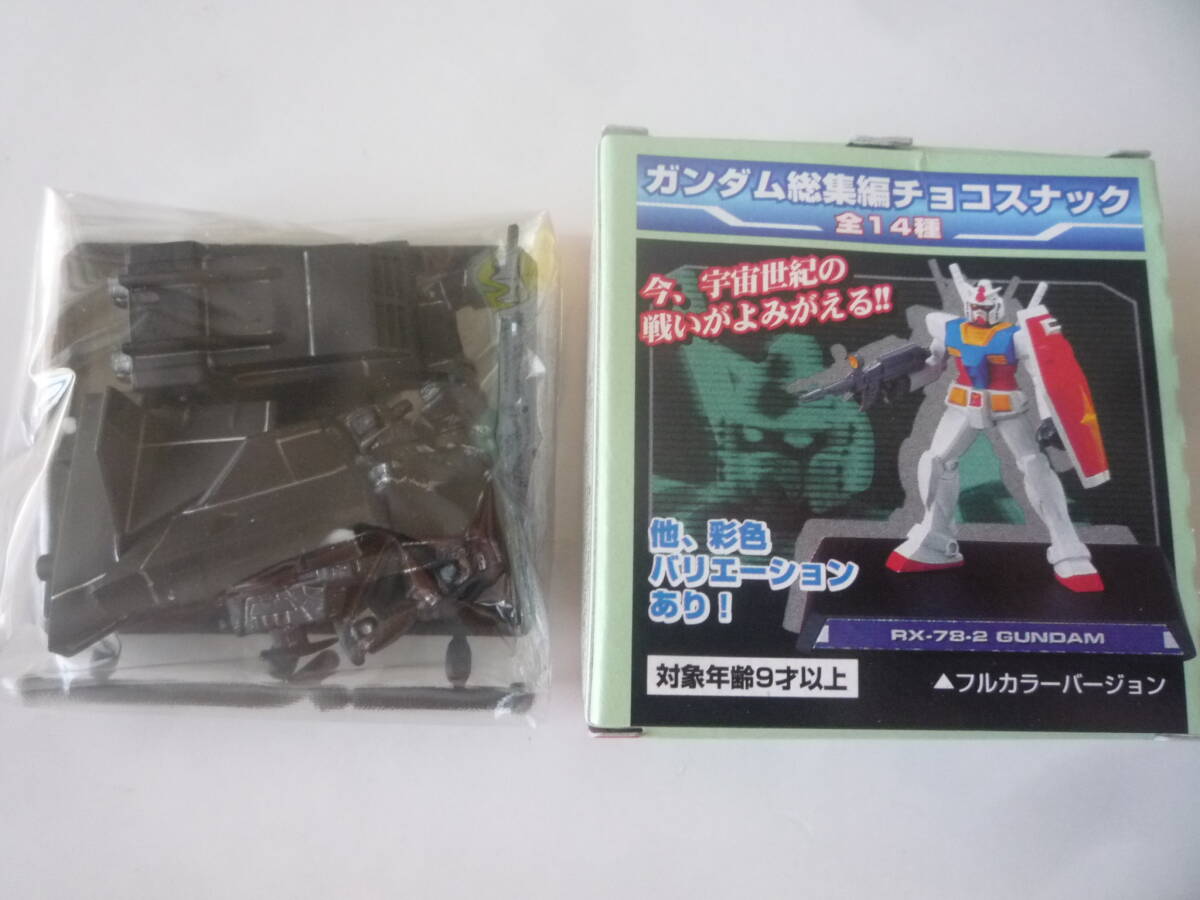 ガンダム総集編チョコスナック
全14種
今、宇宙世紀の
戦いがよみがえる!!
他、彩色
バリエーション
あり!
RX-78-2 GUNDAM
対象年齢9才以上
▲フルカラーバージョン